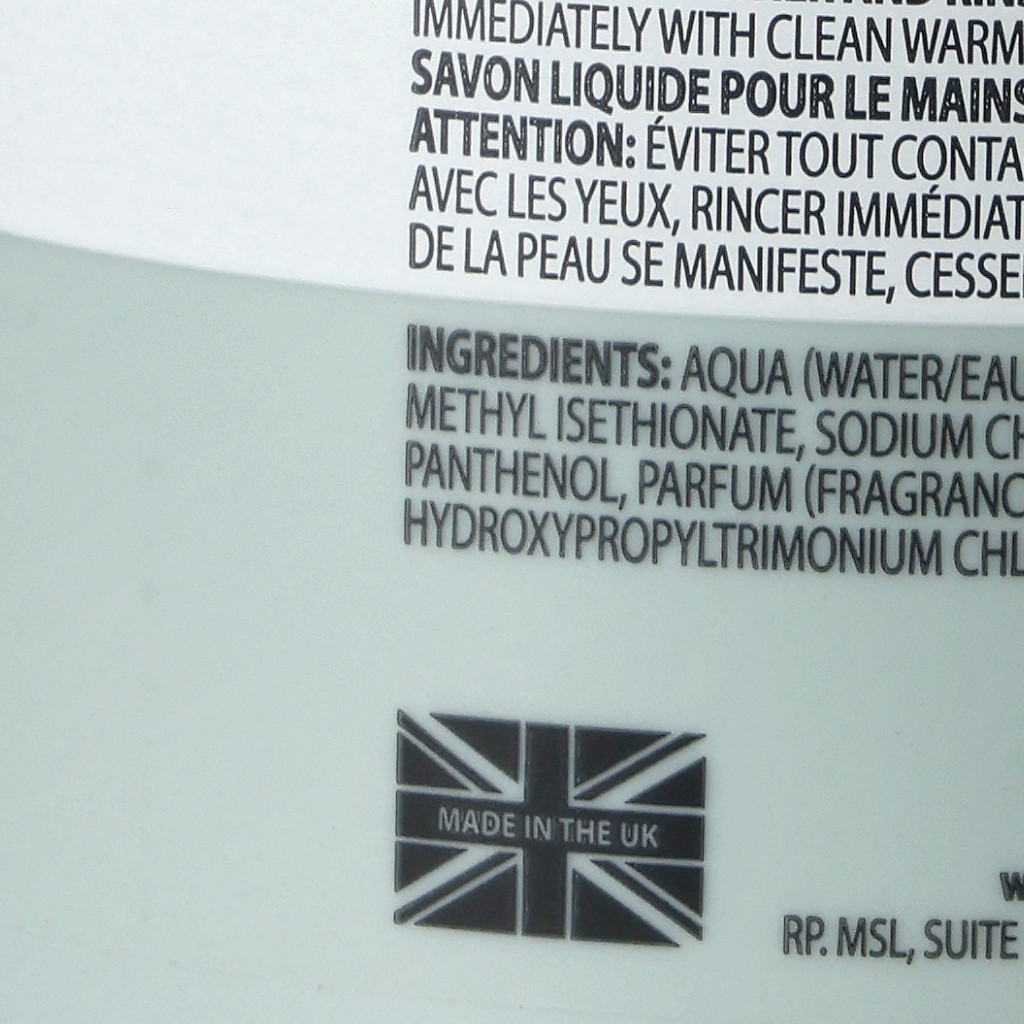 IMMEDIATELY WITH CLEAN WARM
SAVON LIQUIDE POUR LE MAINS
ATTENTION: ÉVITER TOUT CONTA
AVEC LES YEUX, RINCER IMMÉDIAT
DE LA PEAU SE MANIFESTE, CESSE
INGREDIENTS: AQUA (WATER/EAU
METHYL ISETHIONATE, SODIUM CH
PANTHENOL, PARFUM (FRAGRANC
HYDROXYPROPYLTRIMONIUM CHL
MADE IN THE UK
W
RP. MSL, SUITE